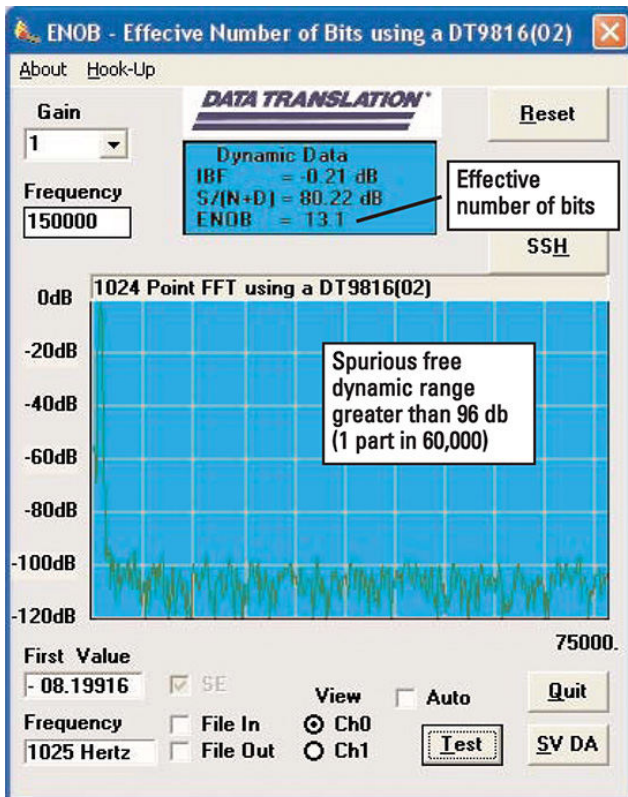 ENOB - Effecive Number of Bits using a DT9816(02)
About Hook-Up
Gain
1
DATA TRANSLATION
Reset
Dynamic Data
IBF = -0.21 dB
S/[N+D] = 80.22 dB
ENOB = 13.1
Effective
number of bits
Frequency
150000
SSH
1024 Point FFT using a DT9816(02)
0dB
-20dB
-40dB
-60dB
-80dB
-100dB
-120dB
Spurious free
dynamic range
greater than 96 db
(1 part in 60,000)
75000.
First Value
- 08.19916
SE
View
Auto
Quit
Frequency
1025 Hertz
File In
File Out
Ch0
Ch1
Test
SV DA